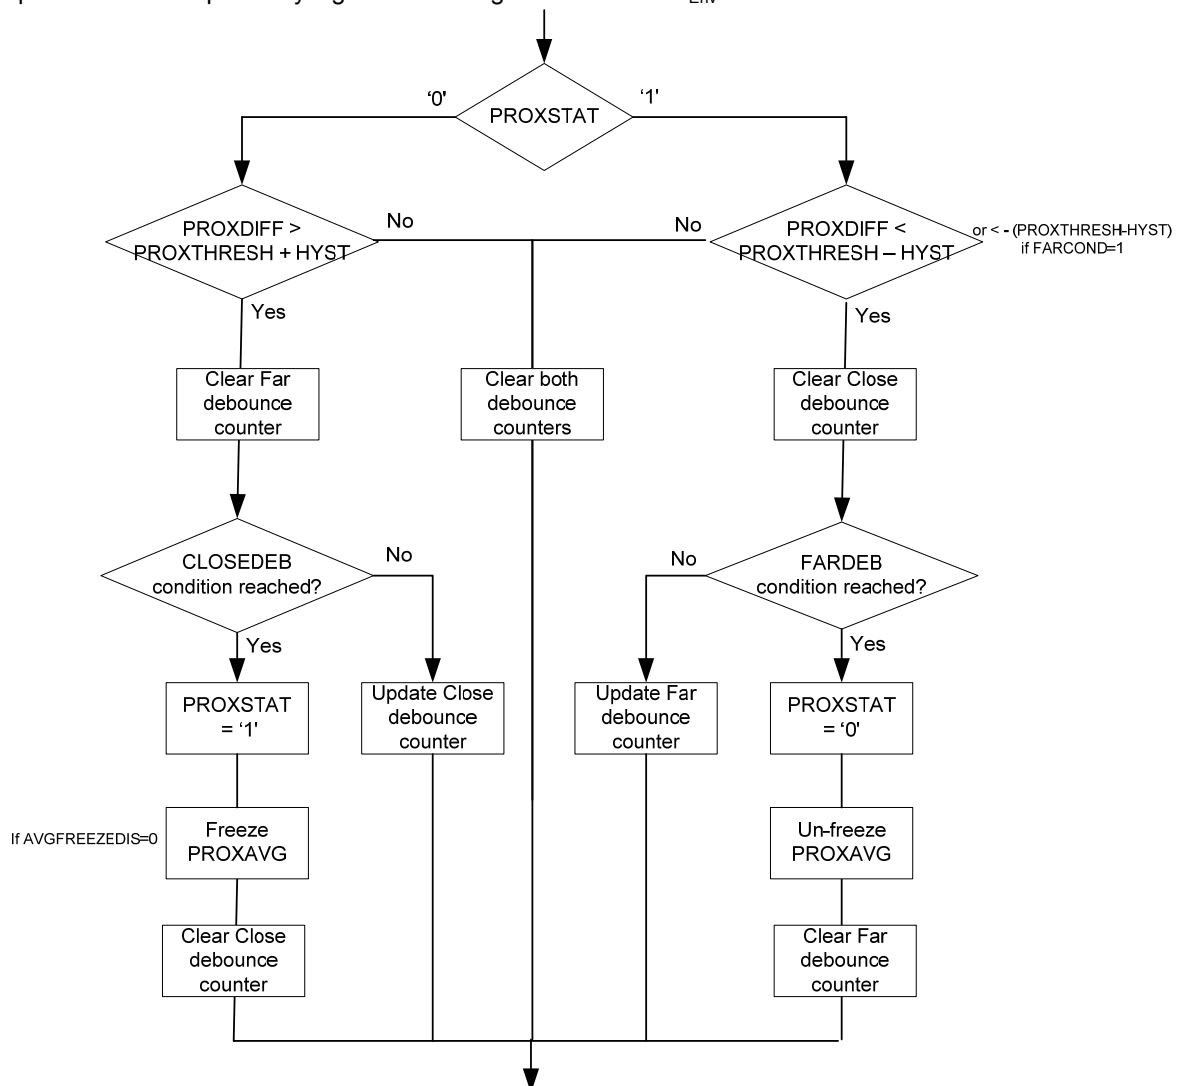 Env
PROXSTAT
‘0’
‘1’
PROXDIFF >
PROXTHRESH + HYST
No
No
PROXDIFF <
PROXTHRESH – HYST
or < - (PROXTHRESH-HYST)
if FARCOND=1
Yes
Yes
Clear Far
debounce
counter
Clear both
debounce
counters
Clear Close
debounce
counter
CLOSEDEB
condition reached?
No
No
FARDEB
condition reached?
Yes
Yes
PROXSTAT
= ‘1’
Update Close
debounce
counter
Update Far
debounce
counter
PROXSTAT
= ‘0’
If AVGFREEZEDIS=0
Freeze
PROXAVG
Un-freeze
PROXAVG
Clear Close
debounce
counter
Clear Far
debounce
counter